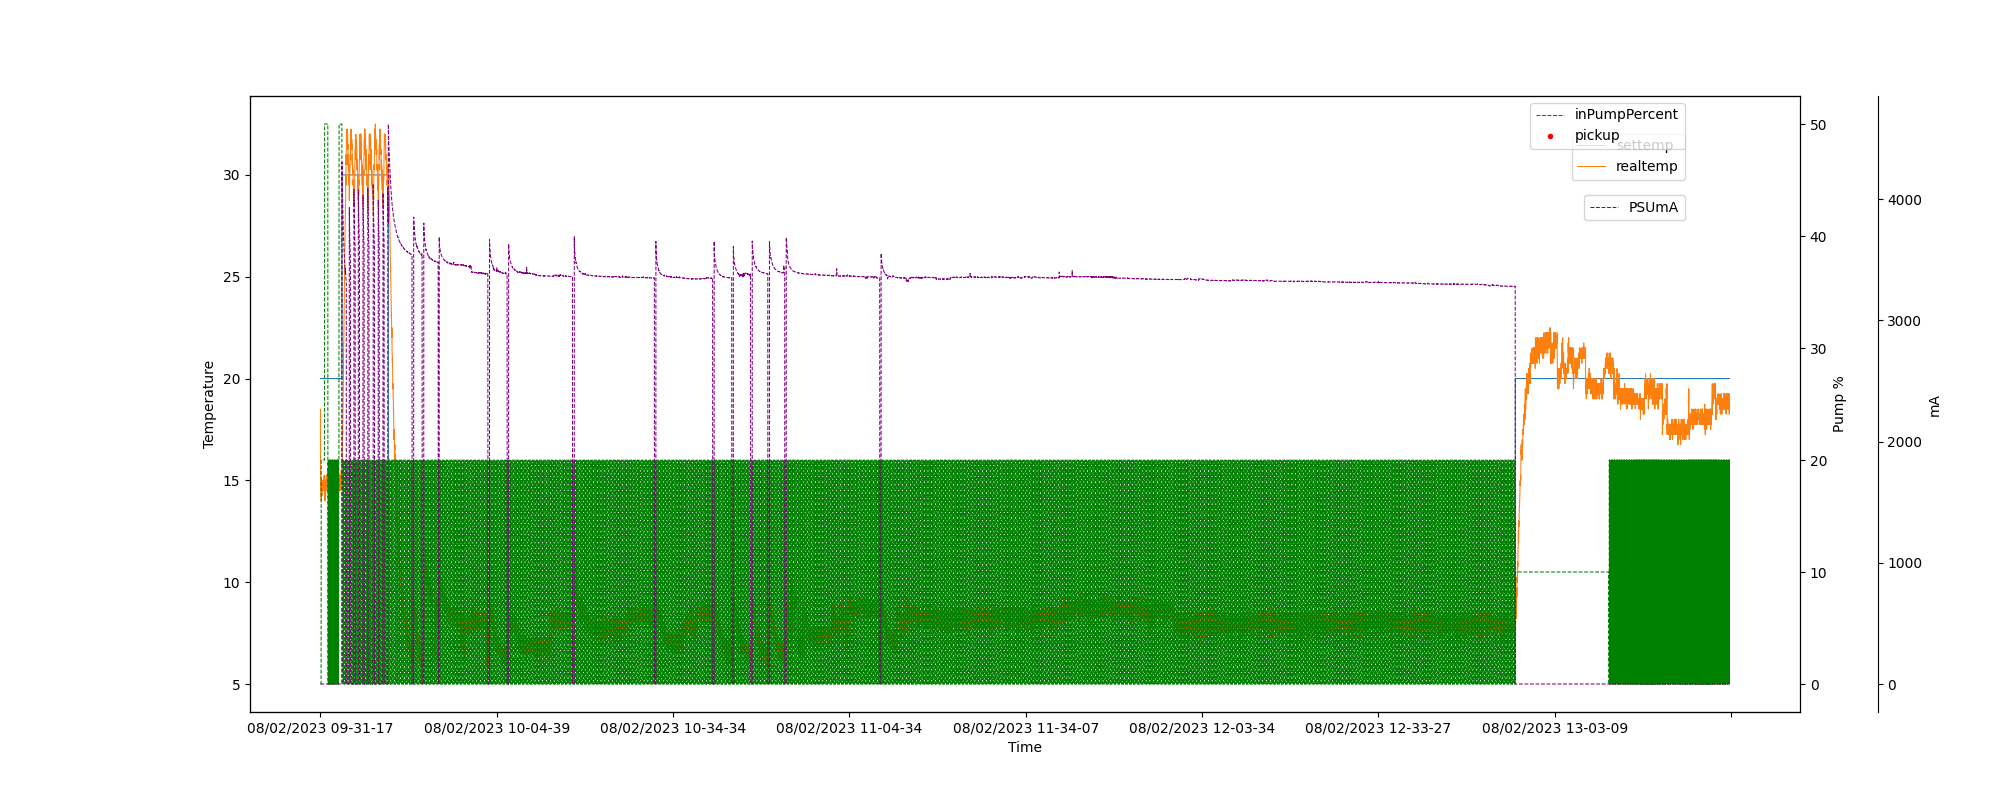 inPumpPercent
pickup
settemp
realtemp
PSUmA
Temperature
30
25
20
15
10
5
50
40
30
20
10
0
Pump %
4000
3000
2000
1000
0
mA
08/02/2023 09-31-17
08/02/2023 10-04-39
08/02/2023 10-34-34
08/02/2023 11-04-34
08/02/2023 11-34-07
08/02/2023 12-03-34
08/02/2023 12-33-27
08/02/2023 13-03-09
Time